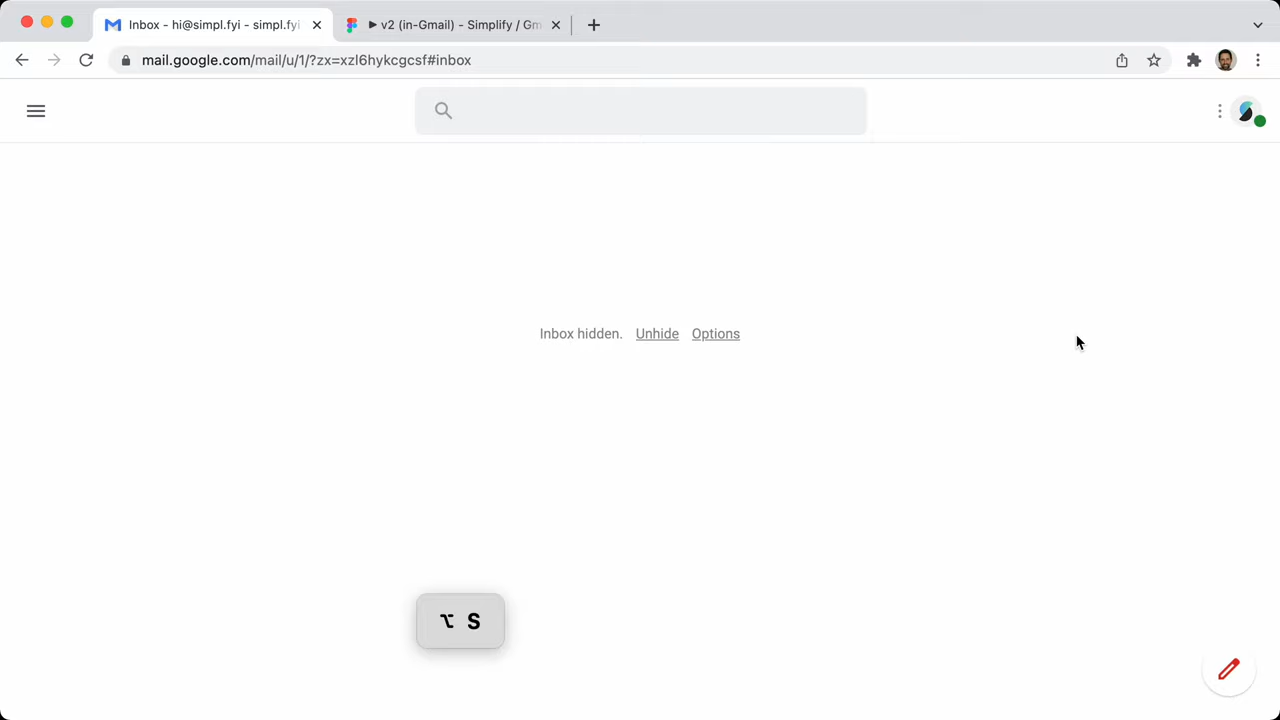 Inbox - hi@simpl.fyi - simpl.fyi
▶ v2 (in-Gmail) - Simplify / Gm
mail.google.com/mail/u/1/?zx=xzl6hykcgcsf#inbox
Inbox hidden. Unhide Options
⌥ S